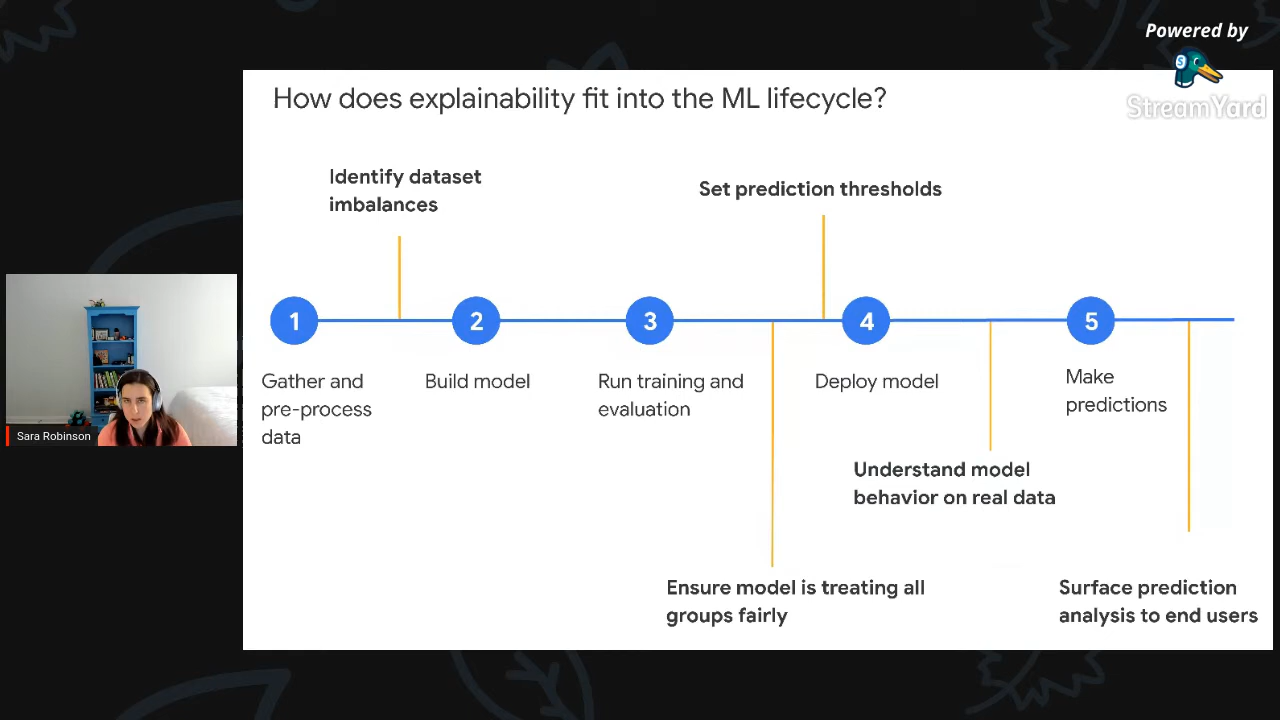 Powered by
StreamYard
How does explainability fit into the ML lifecycle?
Identify dataset
imbalances
Set prediction thresholds
1
2
3
4
5
Gather and
pre-process
data
Build model
Run training and
evaluation
Deploy model
Make
predictions
Understand model
behavior on real data
Ensure model is treating all
groups fairly
Surface prediction
analysis to end users
Sara Robinson